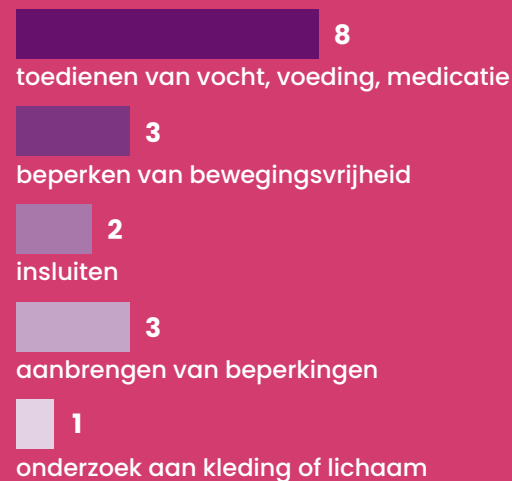 8
toedienen van vocht, voeding, medicatie
3
beperken van bewegingsvrijheid
2
insluiten
3
aanbrengen van beperkingen
1
onderzoek aan kleding of lichaam